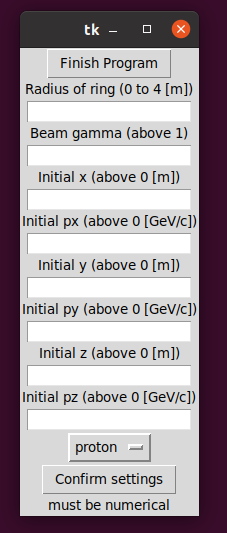 tk
Finish Program
Radius of ring (0 to 4 [m])
Beam gamma (above 1)
Initial x (above 0 [m])
Initial px (above 0 [GeV/c])
Initial y (above 0 [m])
Initial py (above 0 [GeV/c])
Initial z (above 0 [m])
Initial pz (above 0 [GeV/c])
proton
Confirm settings
must be numerical